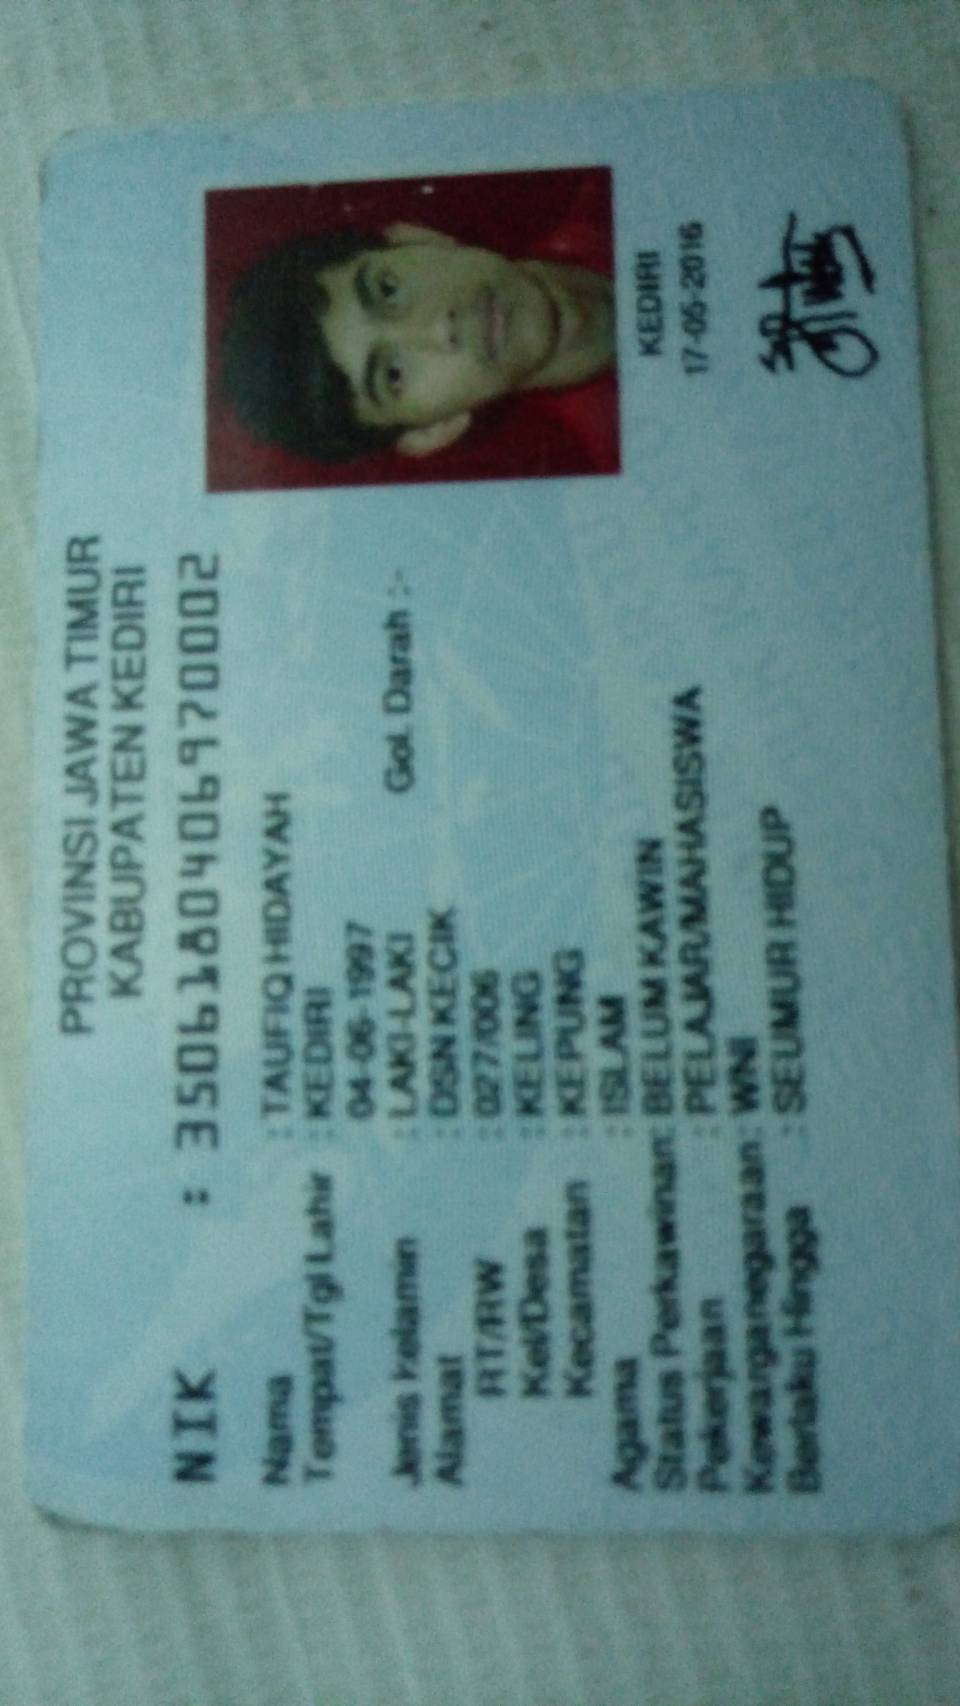 PROVINSI JAWA TIMUR
KABUPATEN KEDIRI
NIK : 3506180406970002
Nama : TAUFIQ HIDAYAH
Tempat/Tgl Lahir : KEDIRI
04-06-1997
Jenis Kelamin : LAKI-LAKI Gol. Darah :-
Alamat : DSN KECIK
RT/RW : 027/006
Kel/Desa : KELING
Kecamatan : KEPUNG
Agama : ISLAM
Status Perkawinan: BELUM KAWIN
Pekerjaan : PELAJAR/MAHASISWA
Kewarganegaraan: WNI
Berlaku Hingga : SEUMUR HIDUP
KEDIRI
17-05-2016